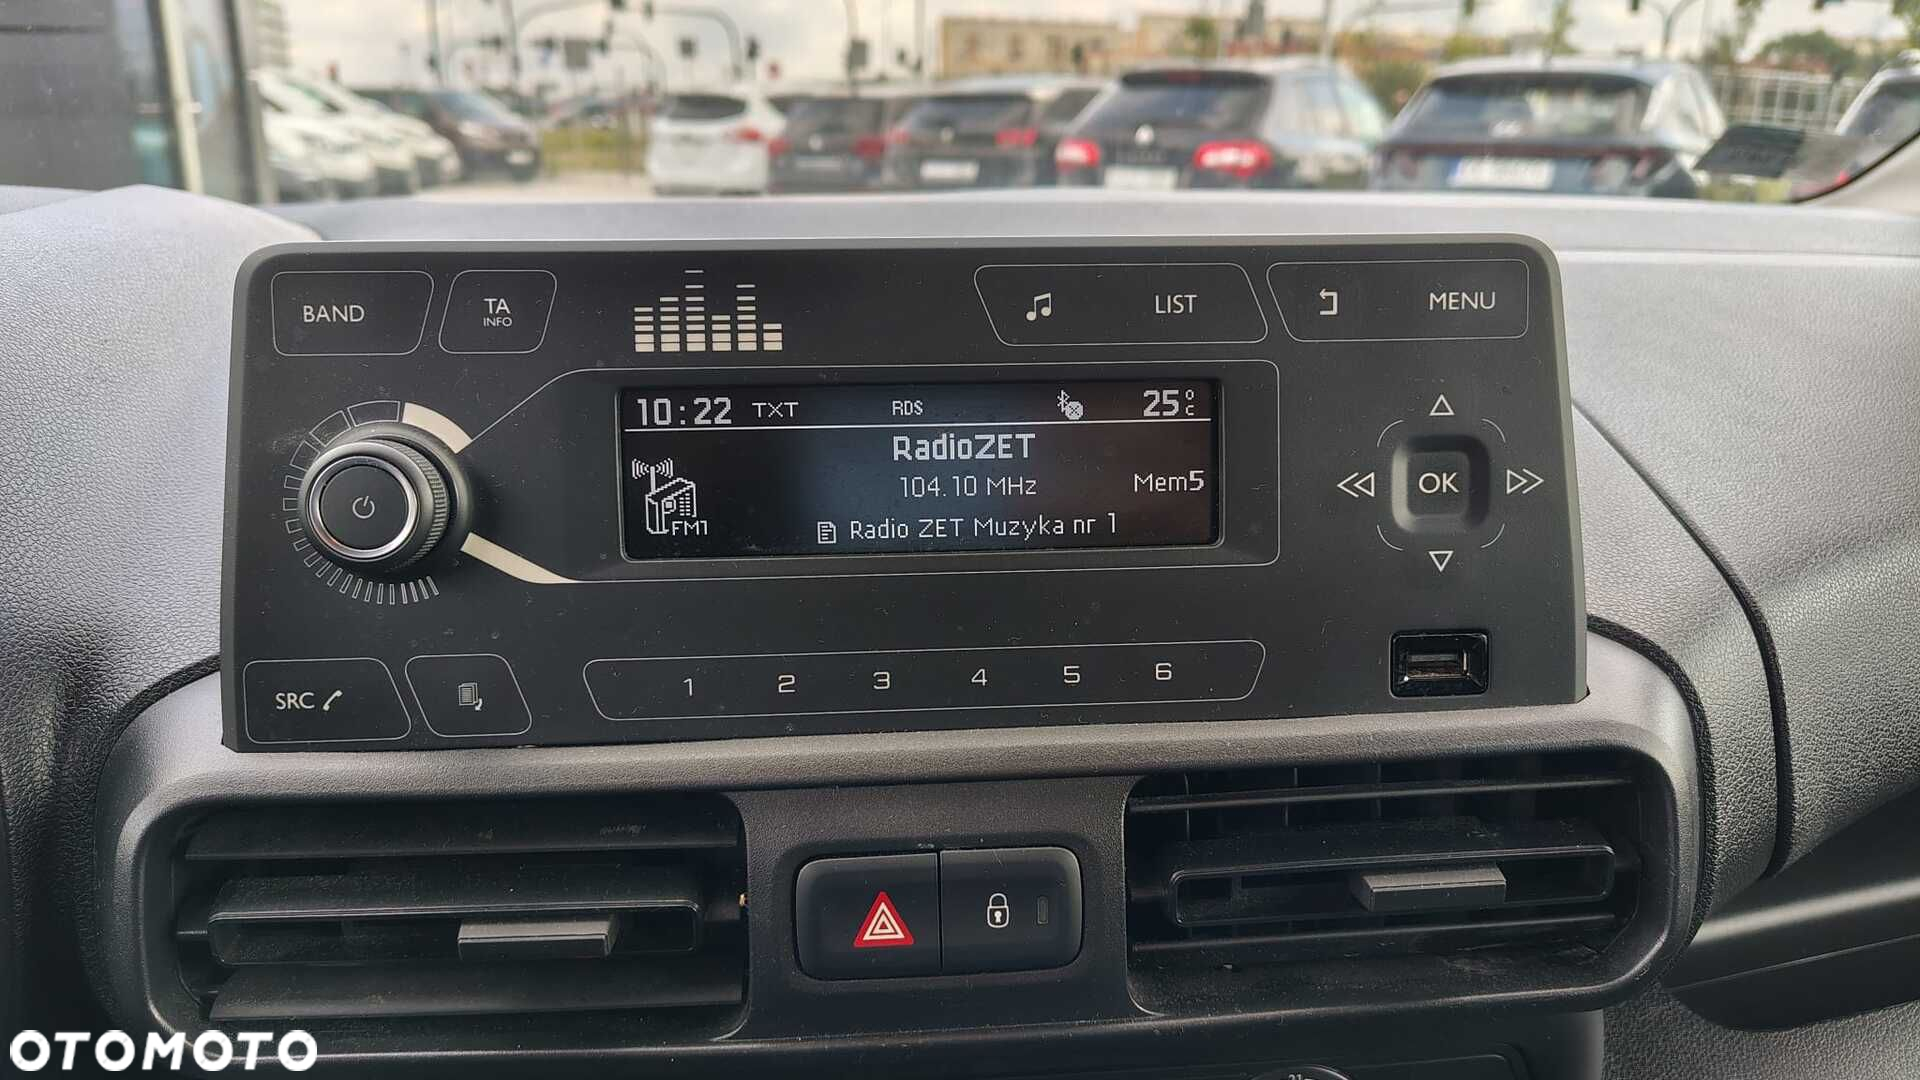 BAND
TA
INFO
LIST
MENU
10:22 TXT RDS 25°C
RadioZET
104.10 MHz
Mem5
FM1
Radio ZET Muzyka nr 1
OK
SRC
1 2 3 4 5 6
OTOMOTO
21